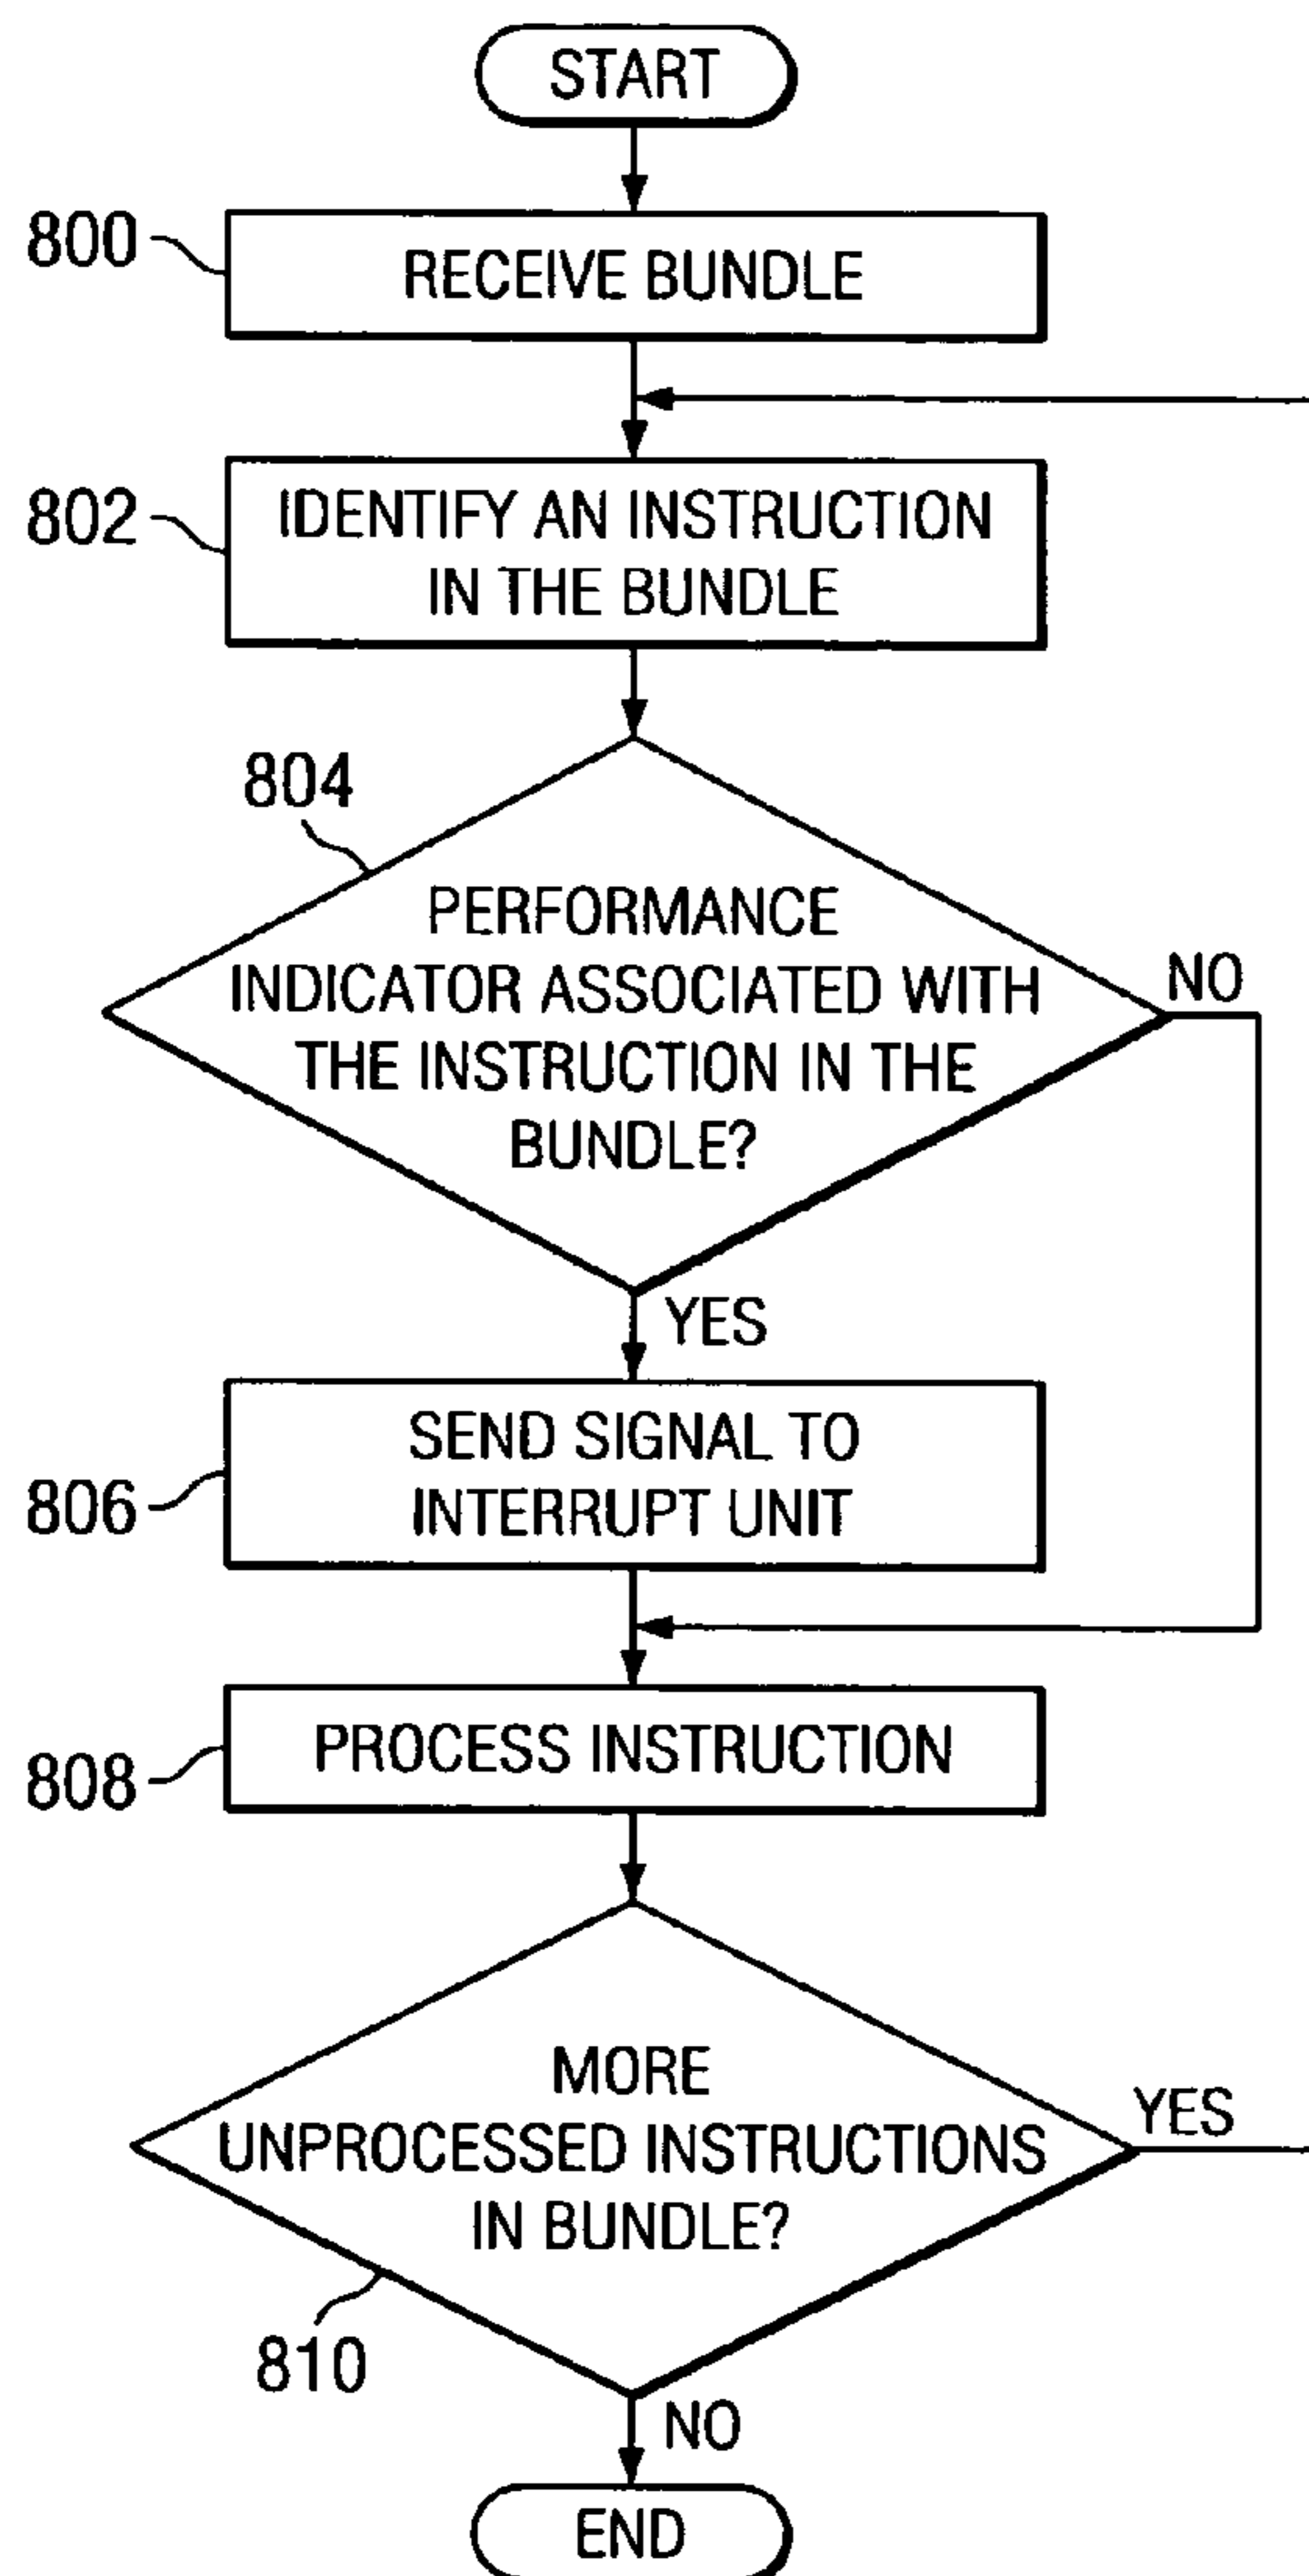 START
800
RECEIVE BUNDLE
802
IDENTIFY AN INSTRUCTION
IN THE BUNDLE
804
PERFORMANCE
INDICATOR ASSOCIATED WITH
THE INSTRUCTION IN THE
BUNDLE?
NO
YES
806
SEND SIGNAL TO
INTERRUPT UNIT
808
PROCESS INSTRUCTION
MORE
UNPROCESSED INSTRUCTIONS
IN BUNDLE?
YES
810
NO
END